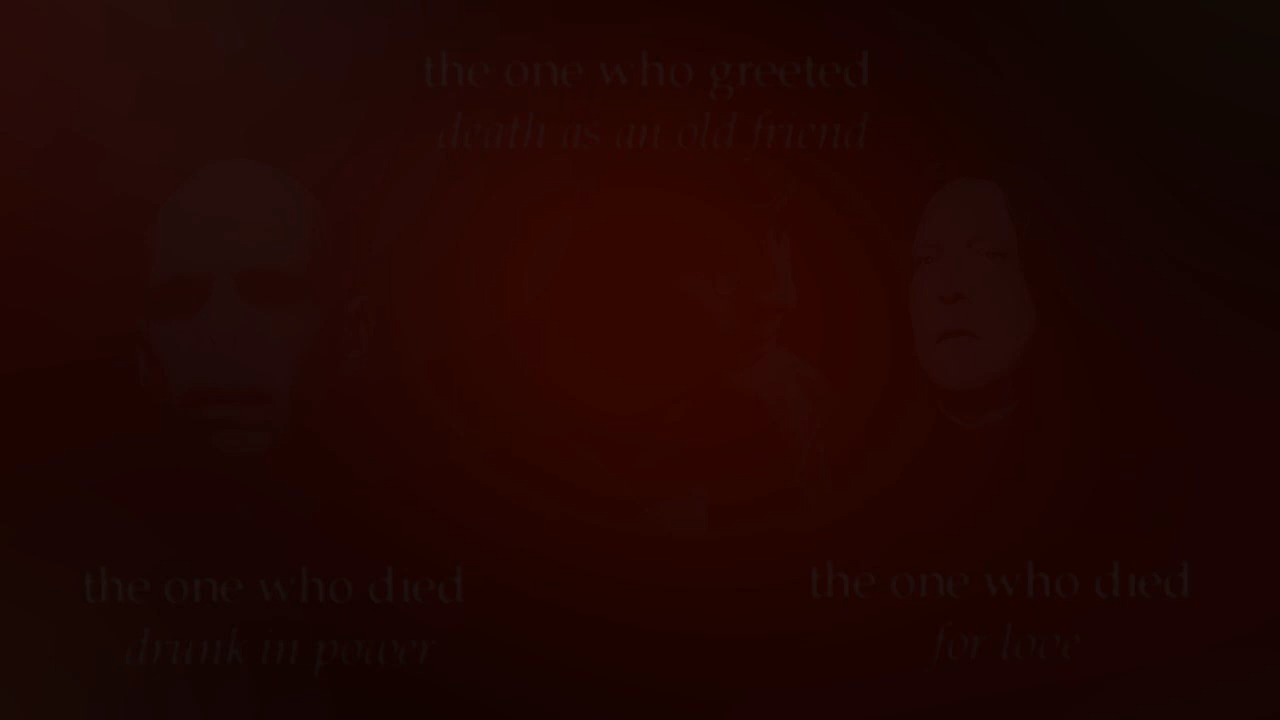 the one who greeted
death as an old friend
the one who died
drunk in power
the one who died
for love